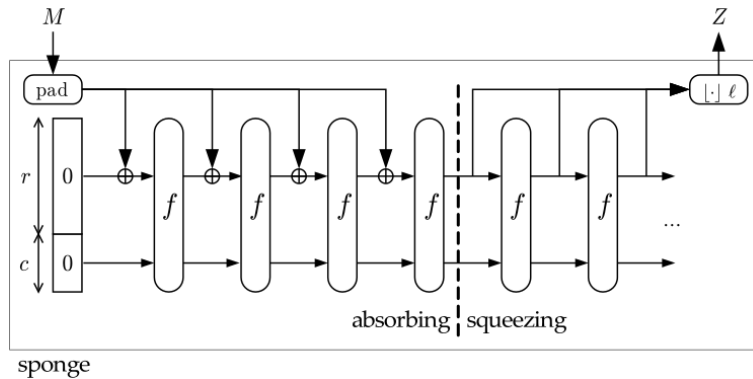 M Z
pad ⌊·⌋ ℓ
r 0 f f f f f f
c 0 ...
absorbing squeezing
sponge